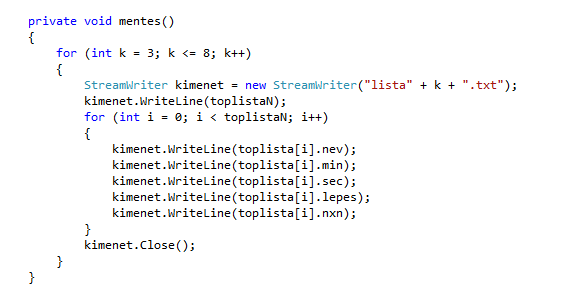 private void mentes()
{
    for (int k = 3; k <= 8; k++)
    {
        StreamWriter kimenet = new StreamWriter("lista" + k + ".txt");
        kimenet.WriteLine(toplistaN);
        for (int i = 0; i < toplistaN; i++)
        {
            kimenet.WriteLine(toplista[i].nev);
            kimenet.WriteLine(toplista[i].min);
            kimenet.WriteLine(toplista[i].sec);
            kimenet.WriteLine(toplista[i].lepes);
            kimenet.WriteLine(toplista[i].nxn);
        }
        kimenet.Close();
    }
}